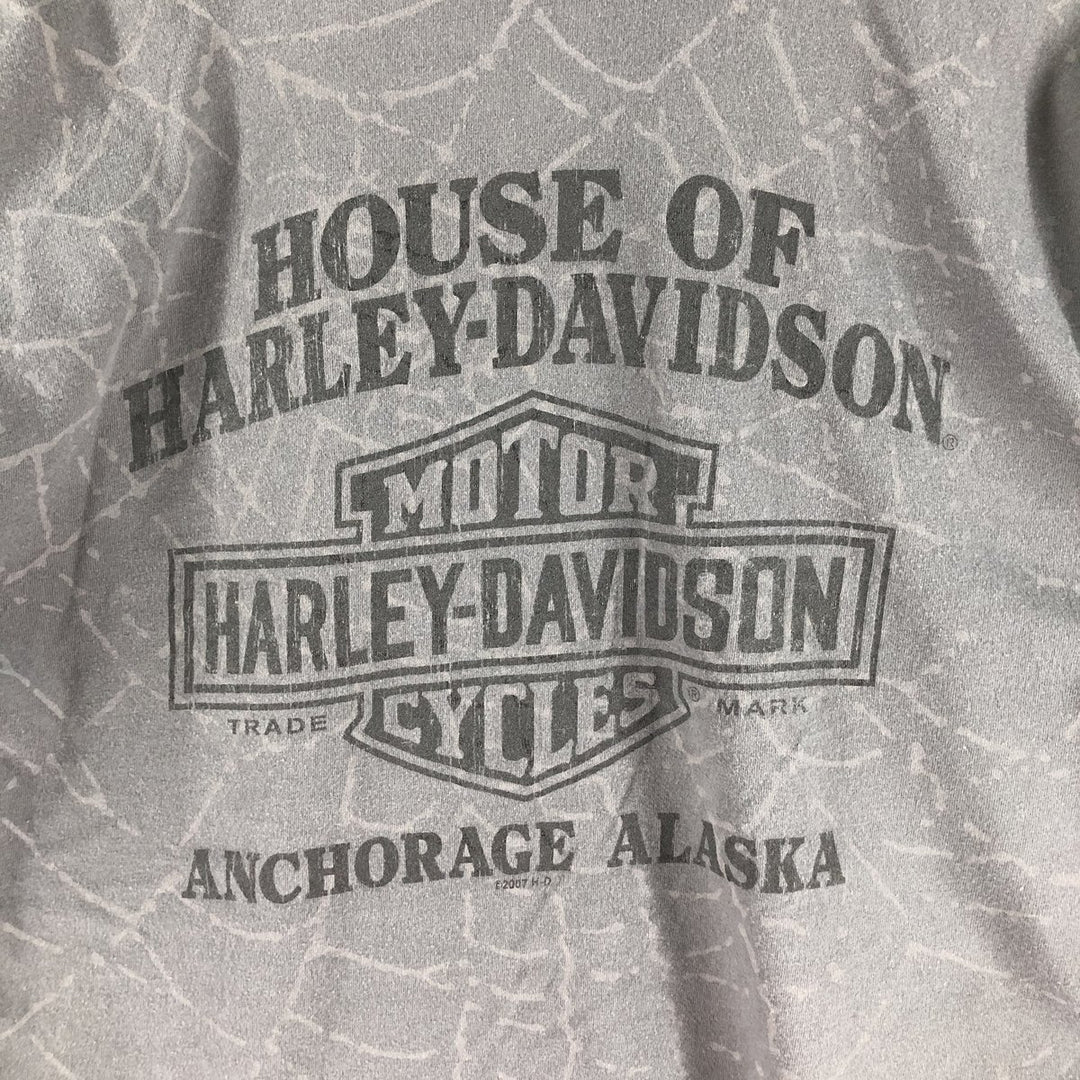 HOUSE OF
HARLEY-DAVIDSON®
MOTOR
HARLEY-DAVIDSON
CYCLES
TRADE ® MARK
ANCHORAGE ALASKA
©2007 H-D